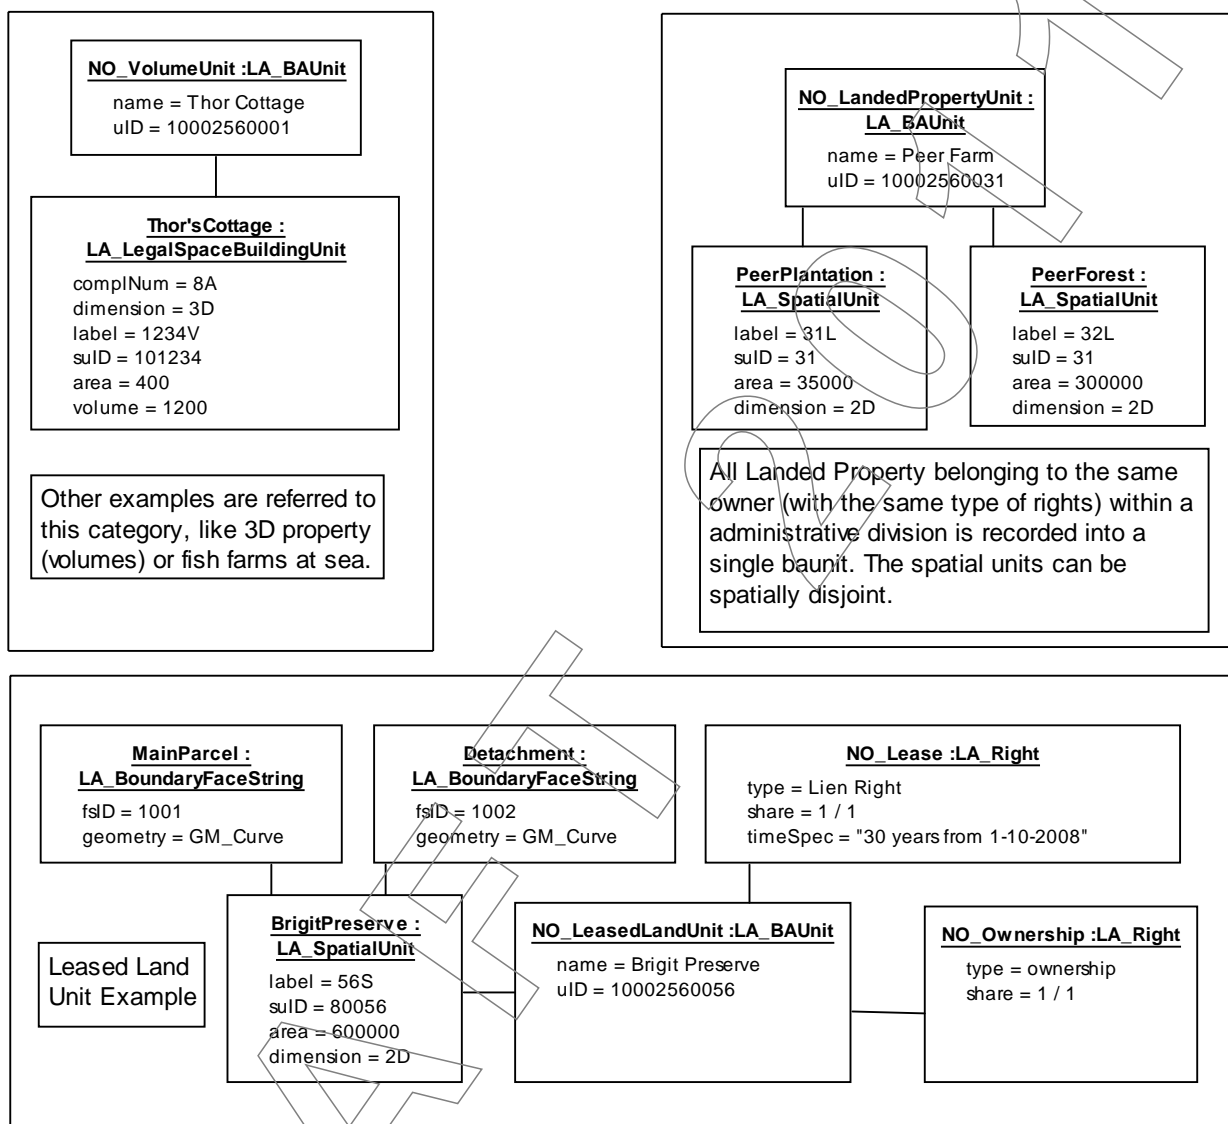 NO_VolumeUnit :LA_BAUnit
name = Thor Cottage
uID = 10002560001
Thor'sCottage :
LA_LegalSpaceBuildingUnit
complNum = 8A
dimension = 3D
label = 1234V
suID = 101234
area = 400
volume = 1200
Other examples are referred to
this category, like 3D property
(volumes) or fish farms at sea.
NO_LandedPropertyUnit :
LA_BAUnit
name = Peer Farm
uID = 10002560031
PeerPlantation :
LA_SpatialUnit
label = 31L
suID = 31
area = 35000
dimension = 2D
PeerForest :
LA_SpatialUnit
label = 32L
suID = 31
area = 300000
dimension = 2D
All Landed Property belonging to the same
owner (with the same type of rights) within a
administrative division is recorded into a
single baunit. The spatial units can be
spatially disjoint.
MainParcel :
LA_BoundaryFaceString
fsID = 1001
geometry = GM_Curve
Detachment :
LA_BoundaryFaceString
fsID = 1002
geometry = GM_Curve
NO_Lease :LA_Right
type = Lien Right
share = 1 / 1
timeSpec = "30 years from 1-10-2008"
Leased Land
Unit Example
BrigitPreserve :
LA_SpatialUnit
label = 56S
suID = 80056
area = 600000
dimension = 2D
NO_LeasedLandUnit :LA_BAUnit
name = Brigit Preserve
uID = 10002560056
NO_Ownership :LA_Right
type = ownership
share = 1 / 1